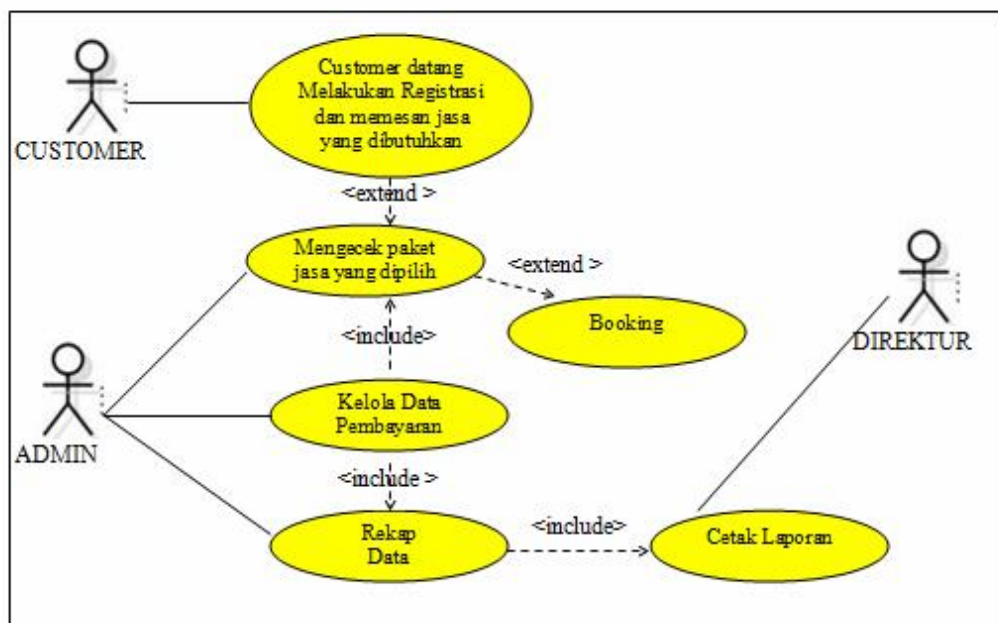 Customer datang
Melakukan Registrasi
dan memesan jasa
yang dibutuhkan
CUSTOMER
<extend >
Mengecek paket
jasa yang dipilih
<extend >
Booking
DIREKTUR
<include>
Kelola Data
Pembayaran
ADMIN
<include >
Rekap
Data
<include>
Cetak Laporan